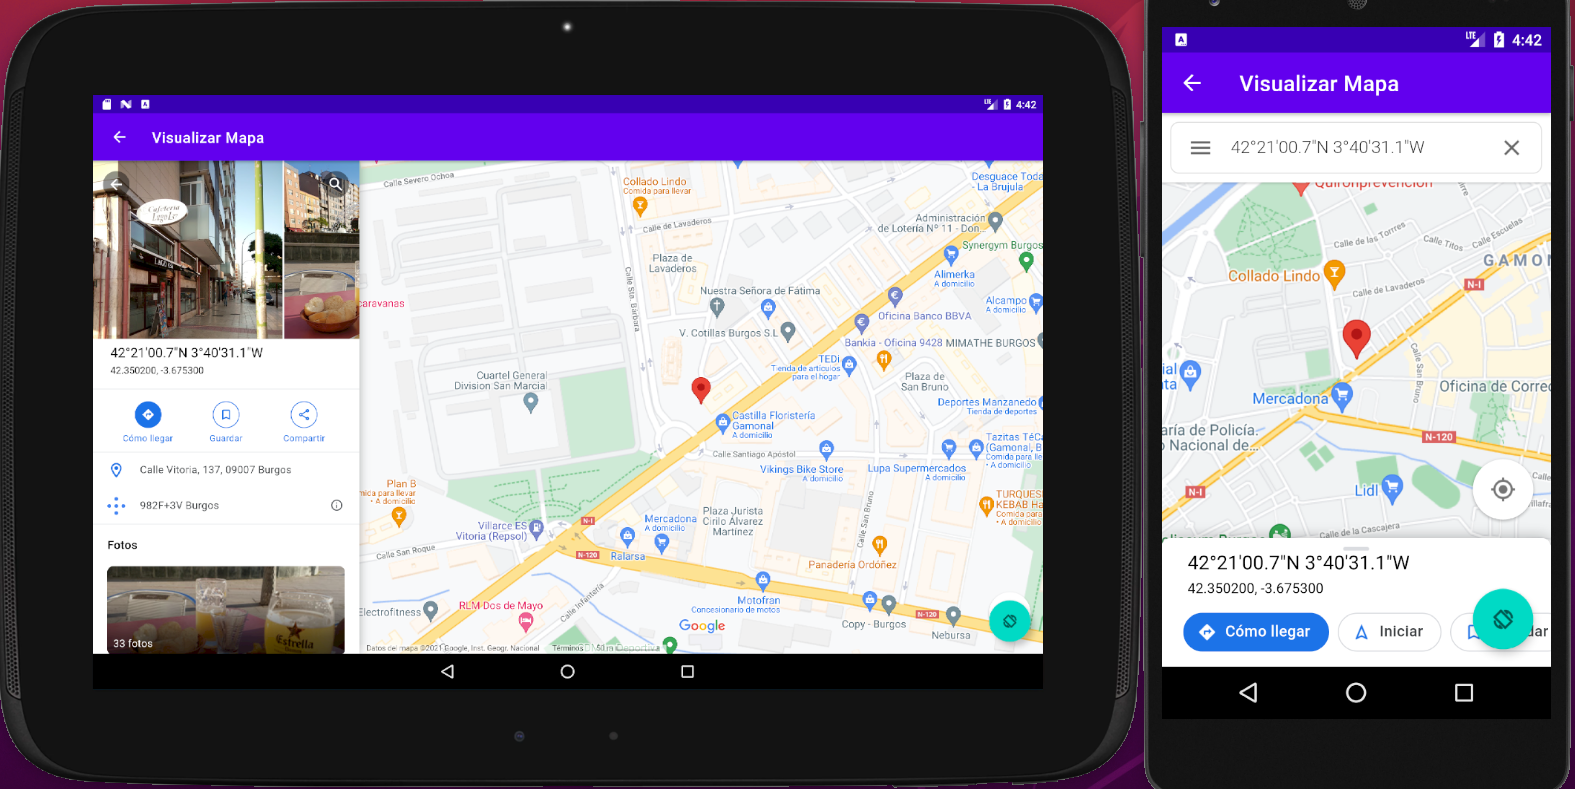 4:42
Visualizar Mapa
Cafetería
42°21'00.7"N 3°40'31.1"W
42.350200, -3.675300
Cómo llegar
Guardar
Compartir
Calle Vitoria, 137, 09007 Burgos
982F+3V Burgos
Fotos
33 fotos
Estrella
Calle Severo Ochoa
Collado Lindo
Comida para llevar
Calle de Lavaderos
Desguace Toda
- La Brujula
Administración
de Lotería Nº 11 - Don...
Synergym Burgos
Plaza de
Lavaderos
Calle Sta. Bárbara
Alimerka
A domicilio
caravanas
Nuestra Señora de Fátima
Alcampo
A domicilio
Oficina Banco BBVA
V. Cotillas Burgos S.L
Bankia - Oficina 9428
MIMATHE BURGOS
TEDi
Tienda de artículos
para el hogar
Plaza de
San Bruno
Cuartel General
Division San Marcial
Deportes Manzanedo
Tienda de deportes
Castilla Floristería
Gamonal
A domicilio
Calle Santiago Apóstol
Tazitas TéCa
(Gamonal, B
Comida para lle
• A domicilio
Vikings Bike Store
A domicilio
Lupa Supermercados
A domicilio
Plan B
mida para llevar
• A domicilio
Calle San Bruno
TURQUESA
KEBAB Ha
Comida para
• A domicilio
Plaza Jurista
Cirilo Álvarez
Martínez
Mercadona
A domicilio
Villarce ES
Vitoria (Repsol)
N-I
Ralarsa
N-120
Calle San Roque
Panadería Ordóñez
Motofran
Concesionario de motos
Calle Infantería
RLM-Dos de Mayo
Electrofitness
N-120
Copy - Burgos
Nebursa
Google
Datos del mapa ©2021 Google, Inst. Geogr. Nacional
Términos
50 m
Deportivo
LTE
4:42
Visualizar Mapa
42°21'00.7"N 3°40'31.1"W
Quironprevención
Calle de las Torres
Calle Titos
Calle Escuelas
GAMON
Collado Lindo
Calle de Lavaderos
N-I
Mercadona
Oficina de Correo
Calle San Bruno
aría de Policía.
o Nacional de...
N-120
N-I
Lidl
Calle de la Cascajera
oliseum Burgos
42°21'00.7"N 3°40'31.1"W
42.350200, -3.675300
Cómo llegar
Iniciar
dar